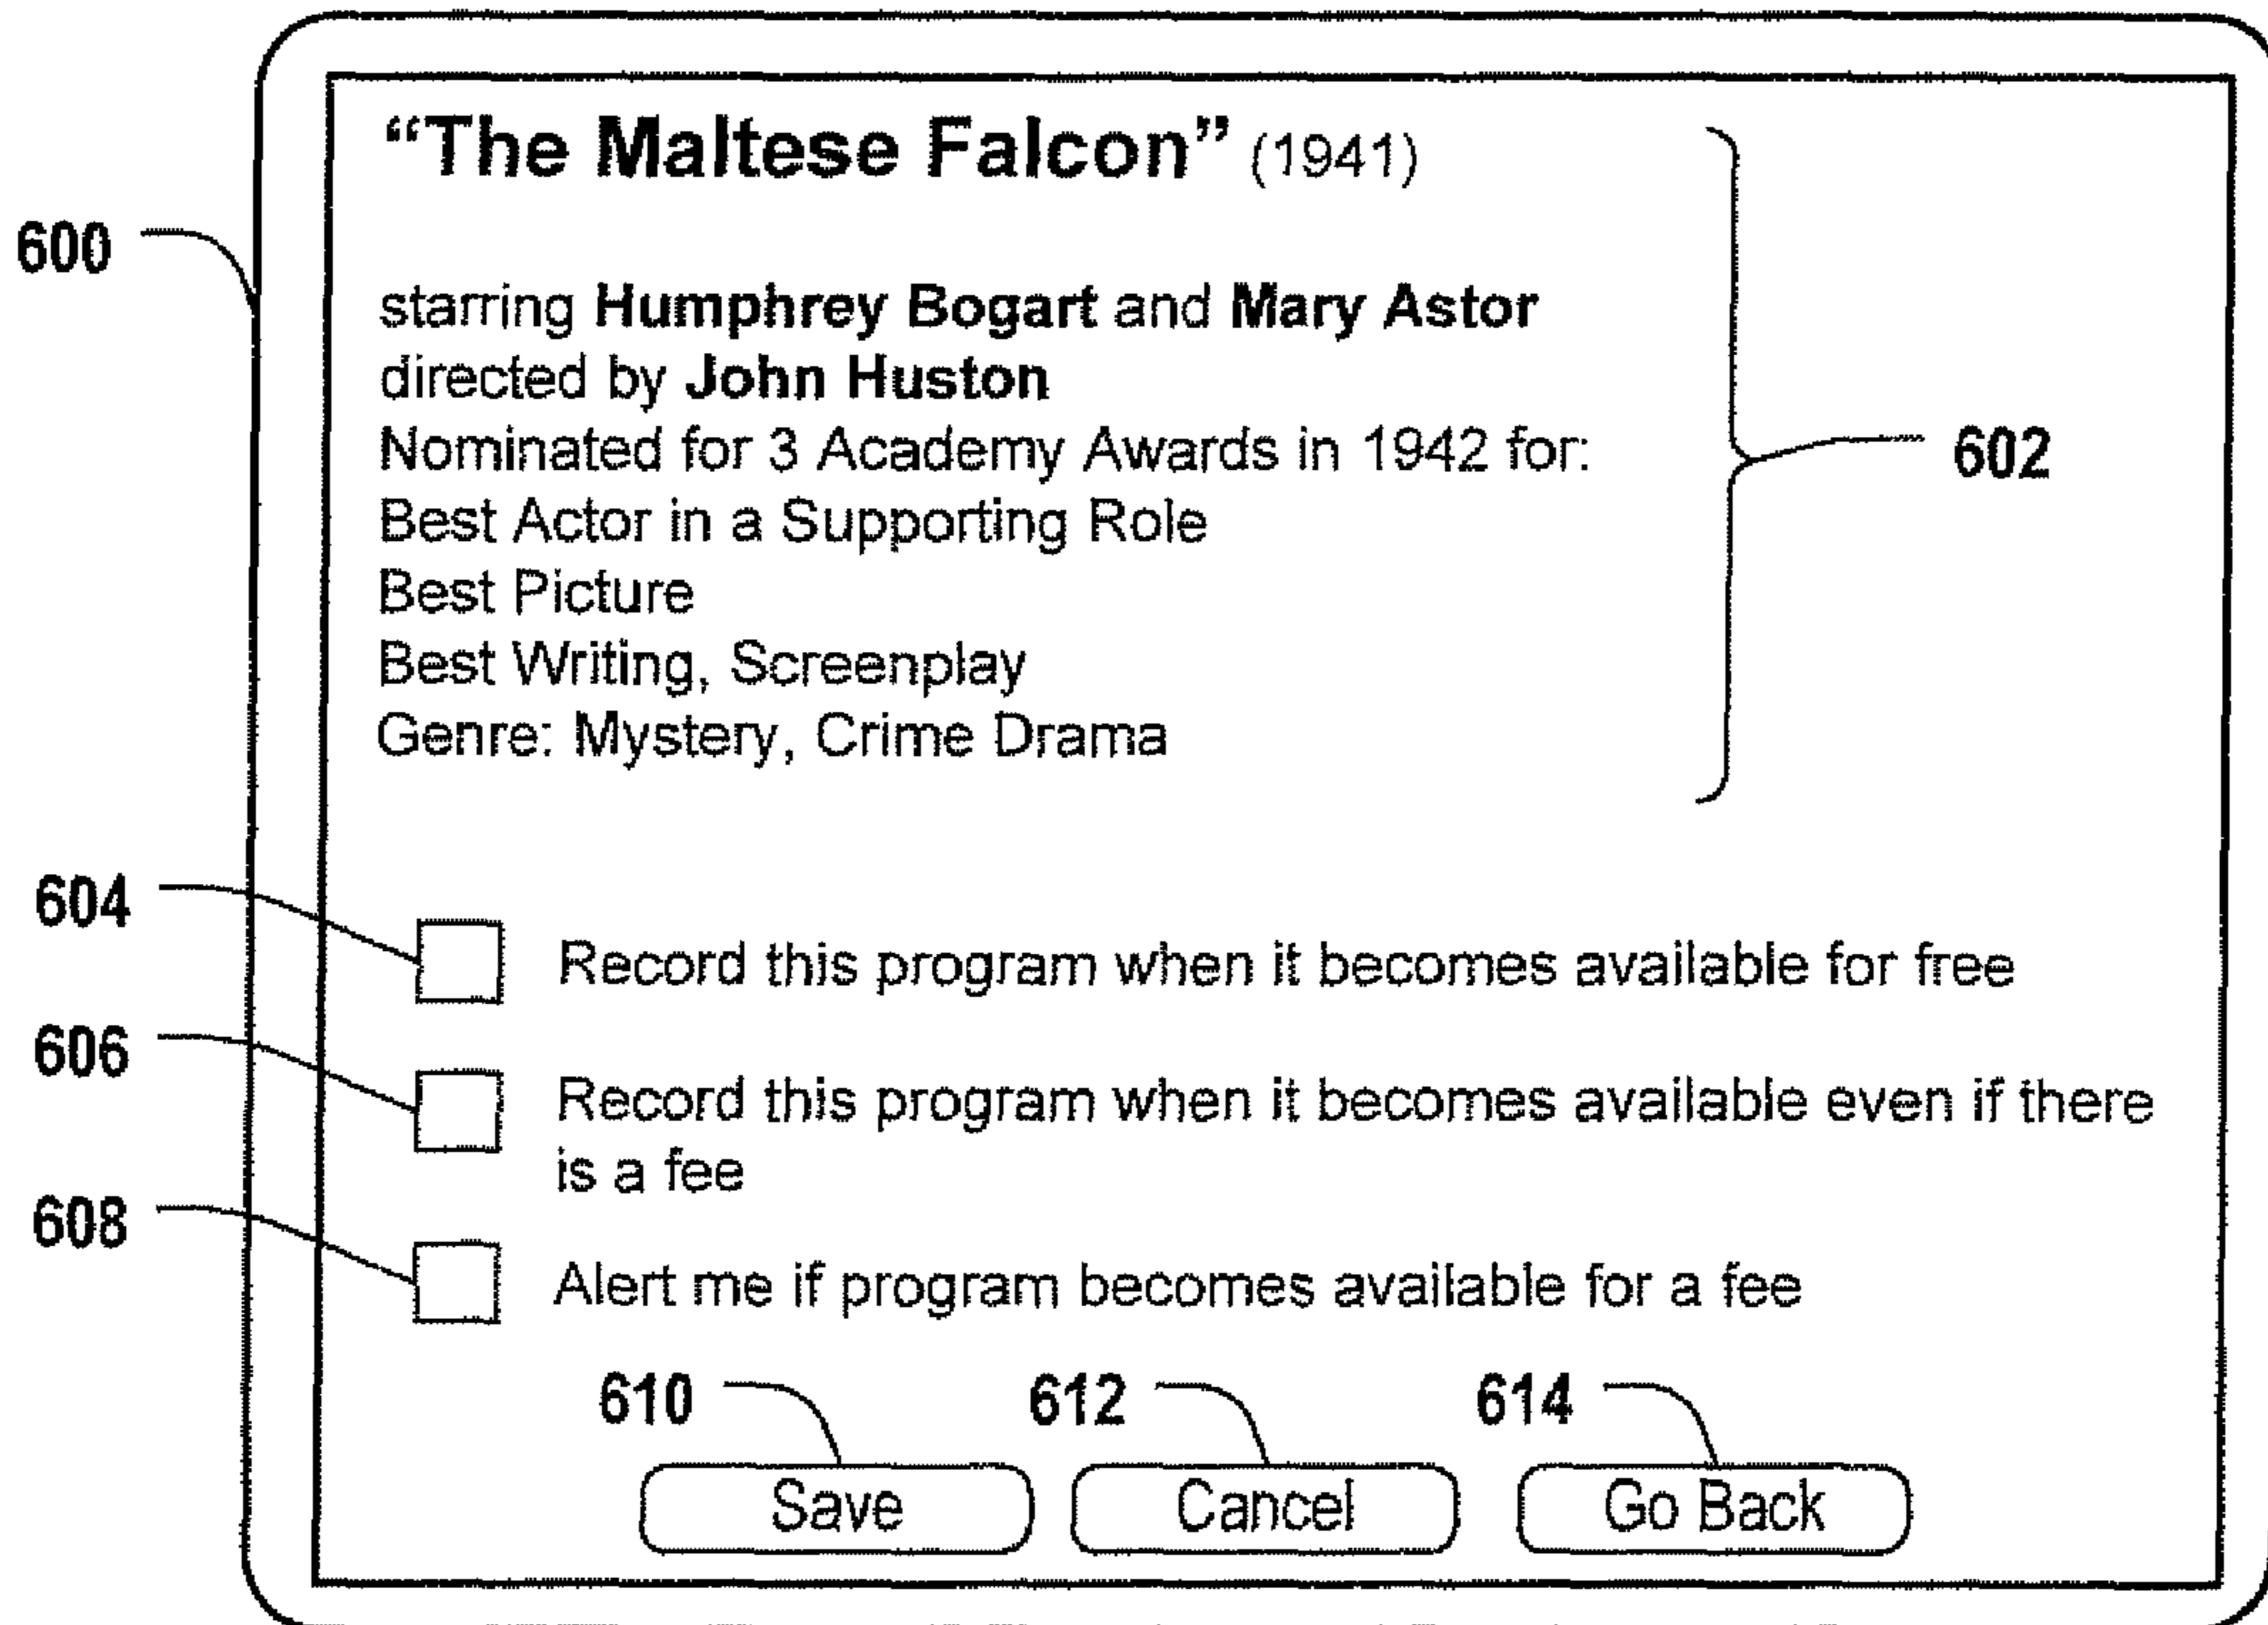 “The Maltese Falcon” (1941)
600
starring Humphrey Bogart and Mary Astor
directed by John Huston
Nominated for 3 Academy Awards in 1942 for:
602
Best Actor in a Supporting Role
Best Picture
Best Writing, Screenplay
Genre: Mystery, Crime Drama
604
Record this program when it becomes available for free
606
Record this program when it becomes available even if there
is a fee
608
Alert me if program becomes available for a fee
610 612 614
Save Cancel Go Back